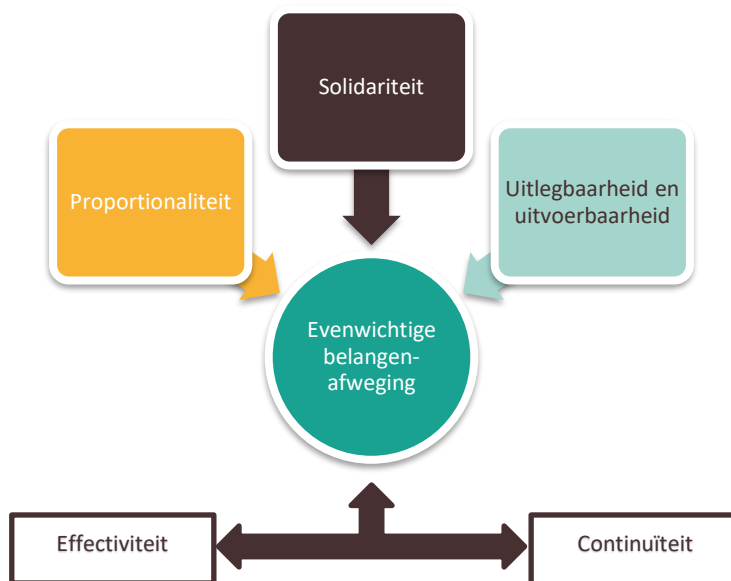 Solidariteit
Proportionaliteit
Uitlegbaarheid en
uitvoerbaarheid
Evenwichtige
belangen-
afweging
Effectiviteit
Continuïteit